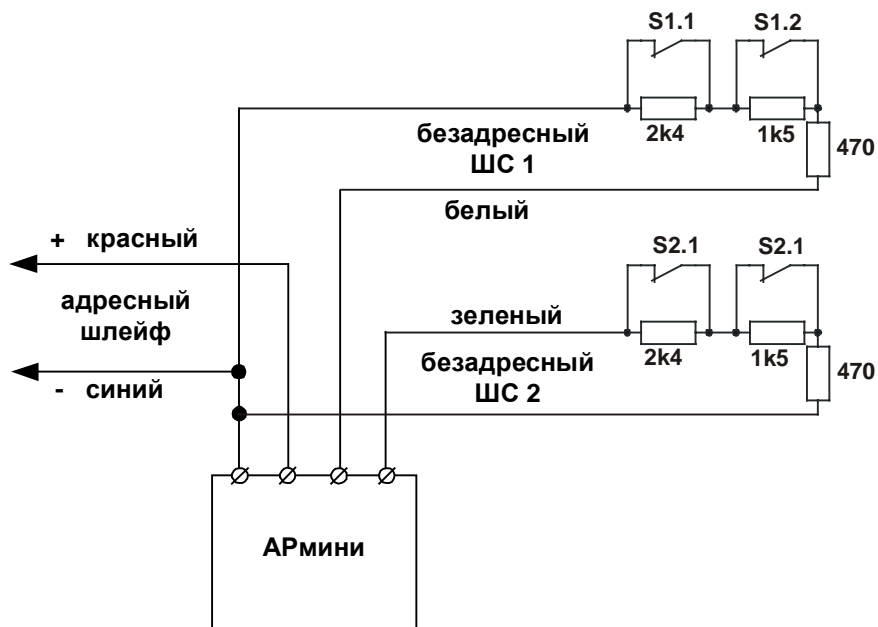 S1.1
S1.2
2k4
1k5
470
безадресный
ШС 1
белый
+ красный
адресный
шлейф
- синий
S2.1
S2.1
зеленый
2k4
1k5
470
безадресный
ШС 2
АРмини